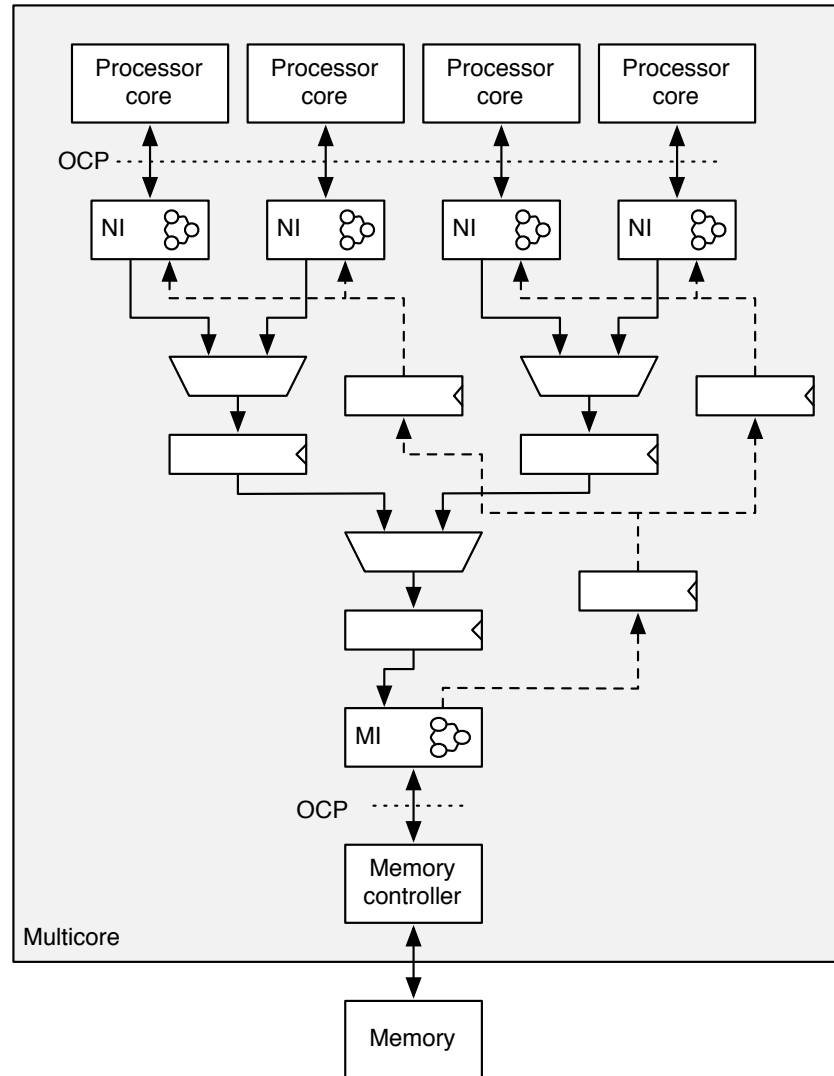 Processor
core
Processor
core
Processor
core
Processor
core
OCP
NI
NI
NI
NI
MI
OCP
Memory
controller
Multicore
Memory